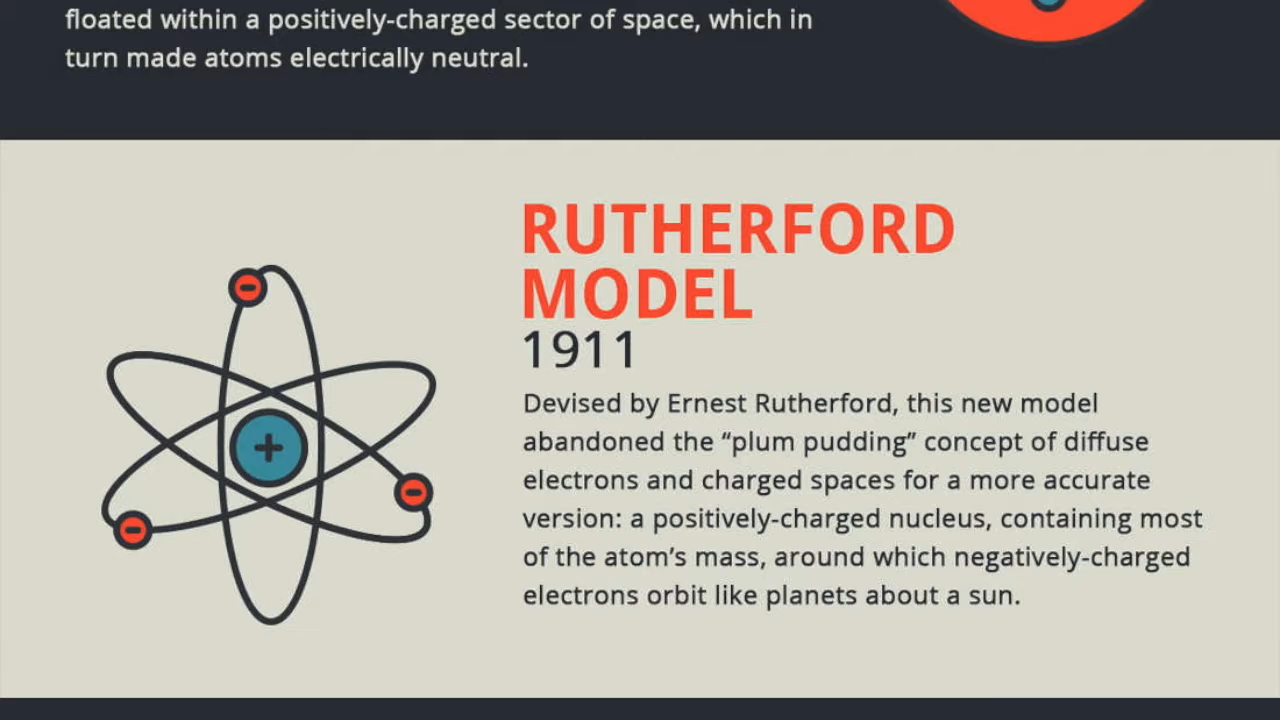 floated within a positively-charged sector of space, which in
turn made atoms electrically neutral.
RUTHERFORD
MODEL
1911
Devised by Ernest Rutherford, this new model
abandoned the “plum pudding” concept of diffuse
electrons and charged spaces for a more accurate
version: a positively-charged nucleus, containing most
of the atom’s mass, around which negatively-charged
electrons orbit like planets about a sun.